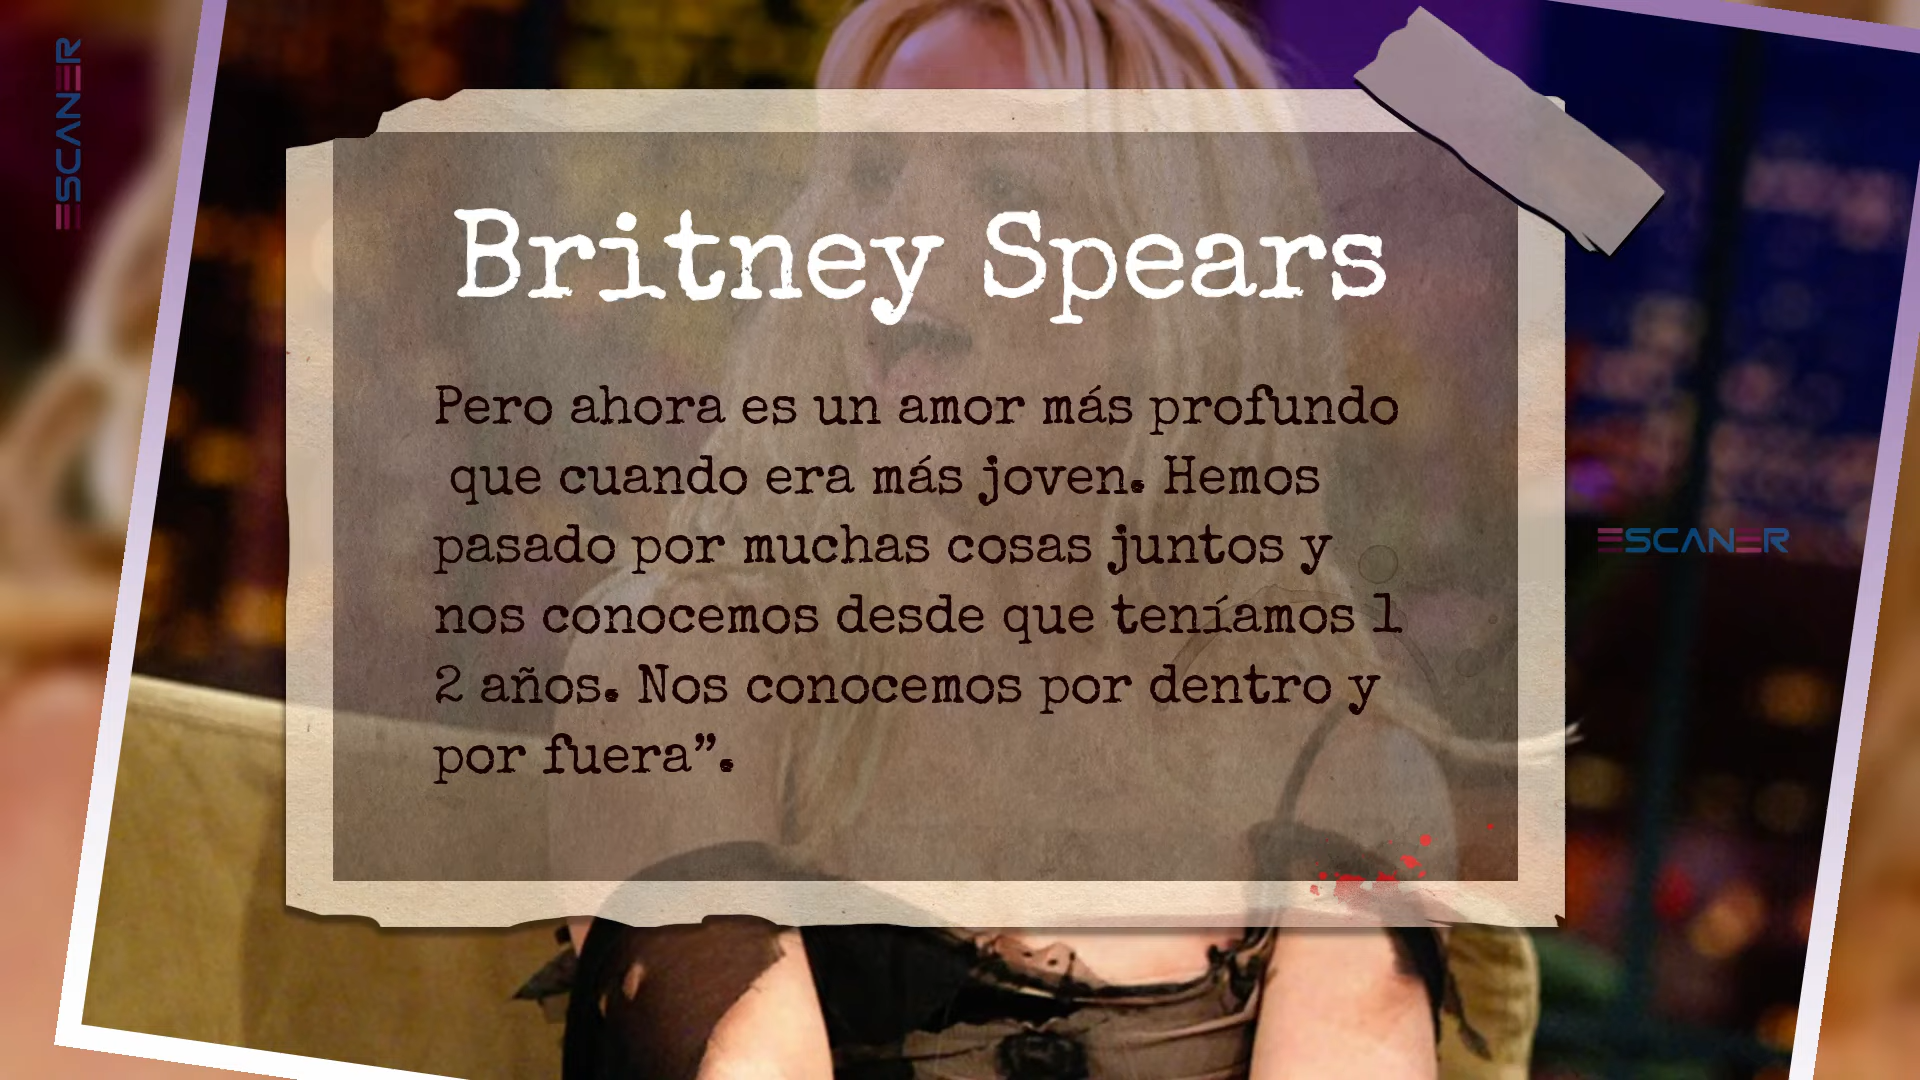 ESCANER
Britney Spears
Pero ahora es un amor más profundo
que cuando era más joven. Hemos
pasado por muchas cosas juntos y
nos conocemos desde que teníamos 1
2 años. Nos conocemos por dentro y
por fuera”.
ESCANER